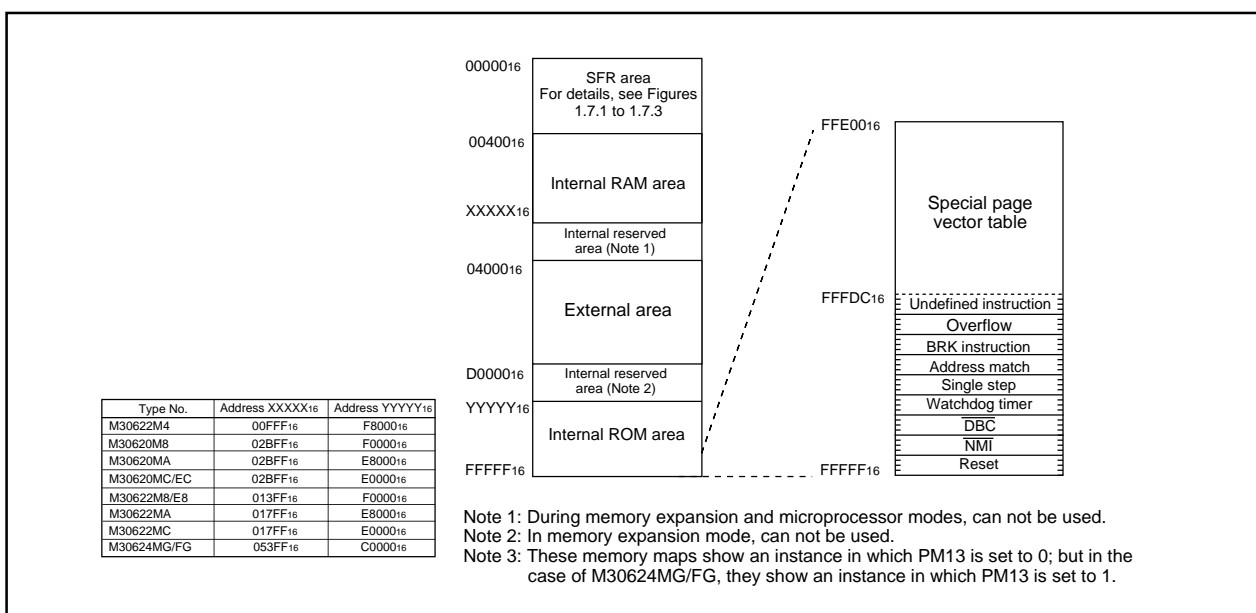 0000016
SFR area
For details, see Figures
1.7.1 to 1.7.3
0040016
Internal RAM area
XXXXX16
Internal reserved
area (Note 1)
0400016
External area
D000016
Internal reserved
area (Note 2)
YYYYY16
Internal ROM area
FFFFF16
FFE0016
Special page
vector table
FFFDC16
Undefined instruction
Overflow
BRK instruction
Address match
Single step
Watchdog timer
DBC
NMI
Reset
FFFFF16
Type No. Address XXXXX16 Address YYYYY16
M30622M4 00FFF16 F800016
M30620M8 02BFF16 F000016
M30620MA 02BFF16 E800016
M30620MC/EC 02BFF16 E000016
M30622M8/E8 013FF16 F000016
M30622MA 017FF16 E800016
M30622MC 017FF16 E000016
M30624MG/FG 053FF16 C000016
Note 1: During memory expansion and microprocessor modes, can not be used.
Note 2: In memory expansion mode, can not be used.
Note 3: These memory maps show an instance in which PM13 is set to 0; but in the
case of M30624MG/FG, they show an instance in which PM13 is set to 1.